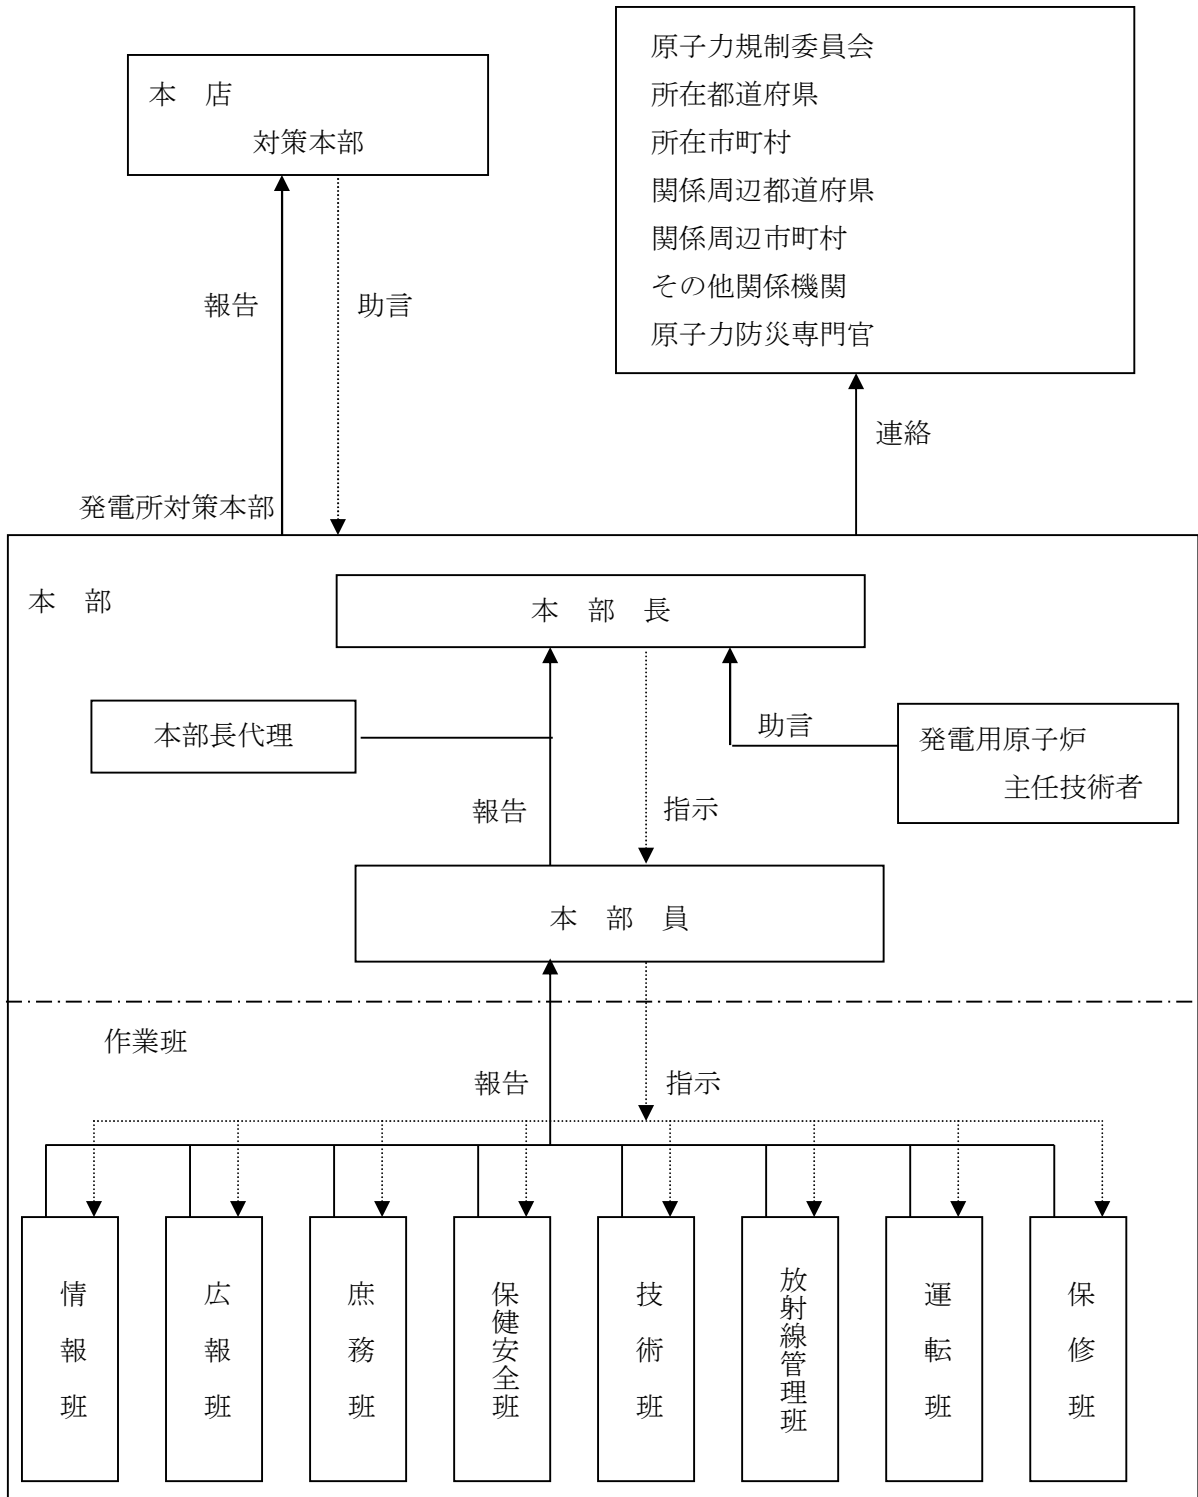 本　店
対策本部
原子力規制委員会
所在都道府県
所在市町村
関係周辺都道府県
関係周辺市町村
その他関係機関
原子力防災専門官
報告
助言
連絡
発電所対策本部
本　部
本　部　長
本部長代理
助言
発電用原子炉
主任技術者
報告
指示
本　部　員
作業班
報告
指示
情報班
広報班
庶務班
保健安全班
技術班
放射線管理班
運転班
保修班